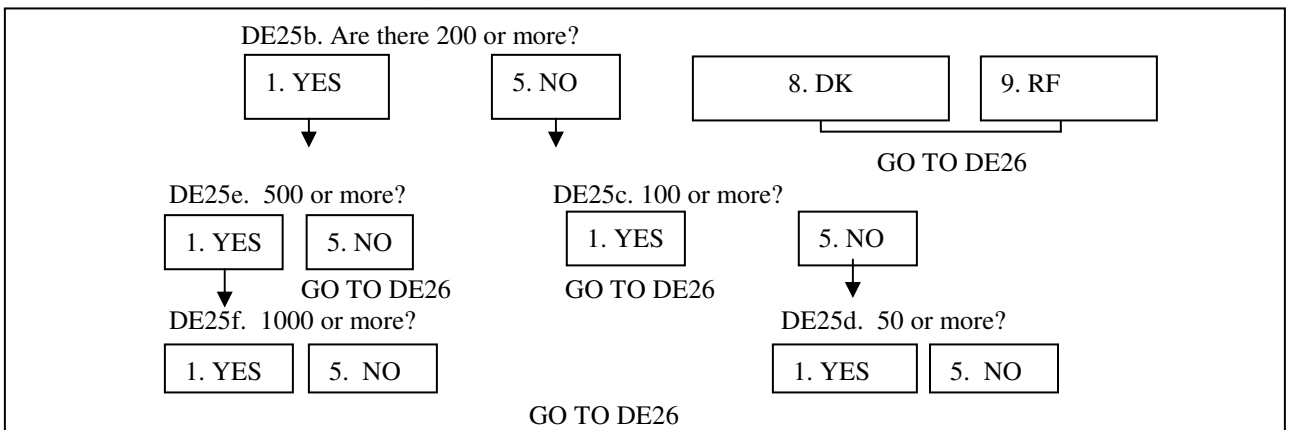 DE25b. Are there 200 or more?
1. YES 5. NO 8. DK 9. RF
GO TO DE26
DE25e. 500 or more? DE25c. 100 or more?
1. YES 5. NO 1. YES 5. NO
GO TO DE26 GO TO DE26
DE25f. 1000 or more? DE25d. 50 or more?
1. YES 5. NO 1. YES 5. NO
GO TO DE26